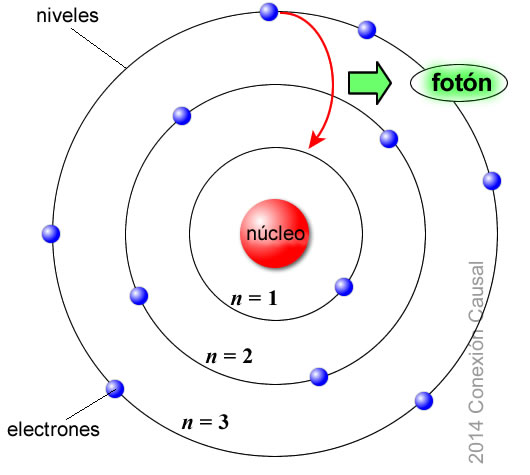 niveles
fotón
núcleo
n = 1
n = 2
n = 3
electrones
2014 Conexión Causal